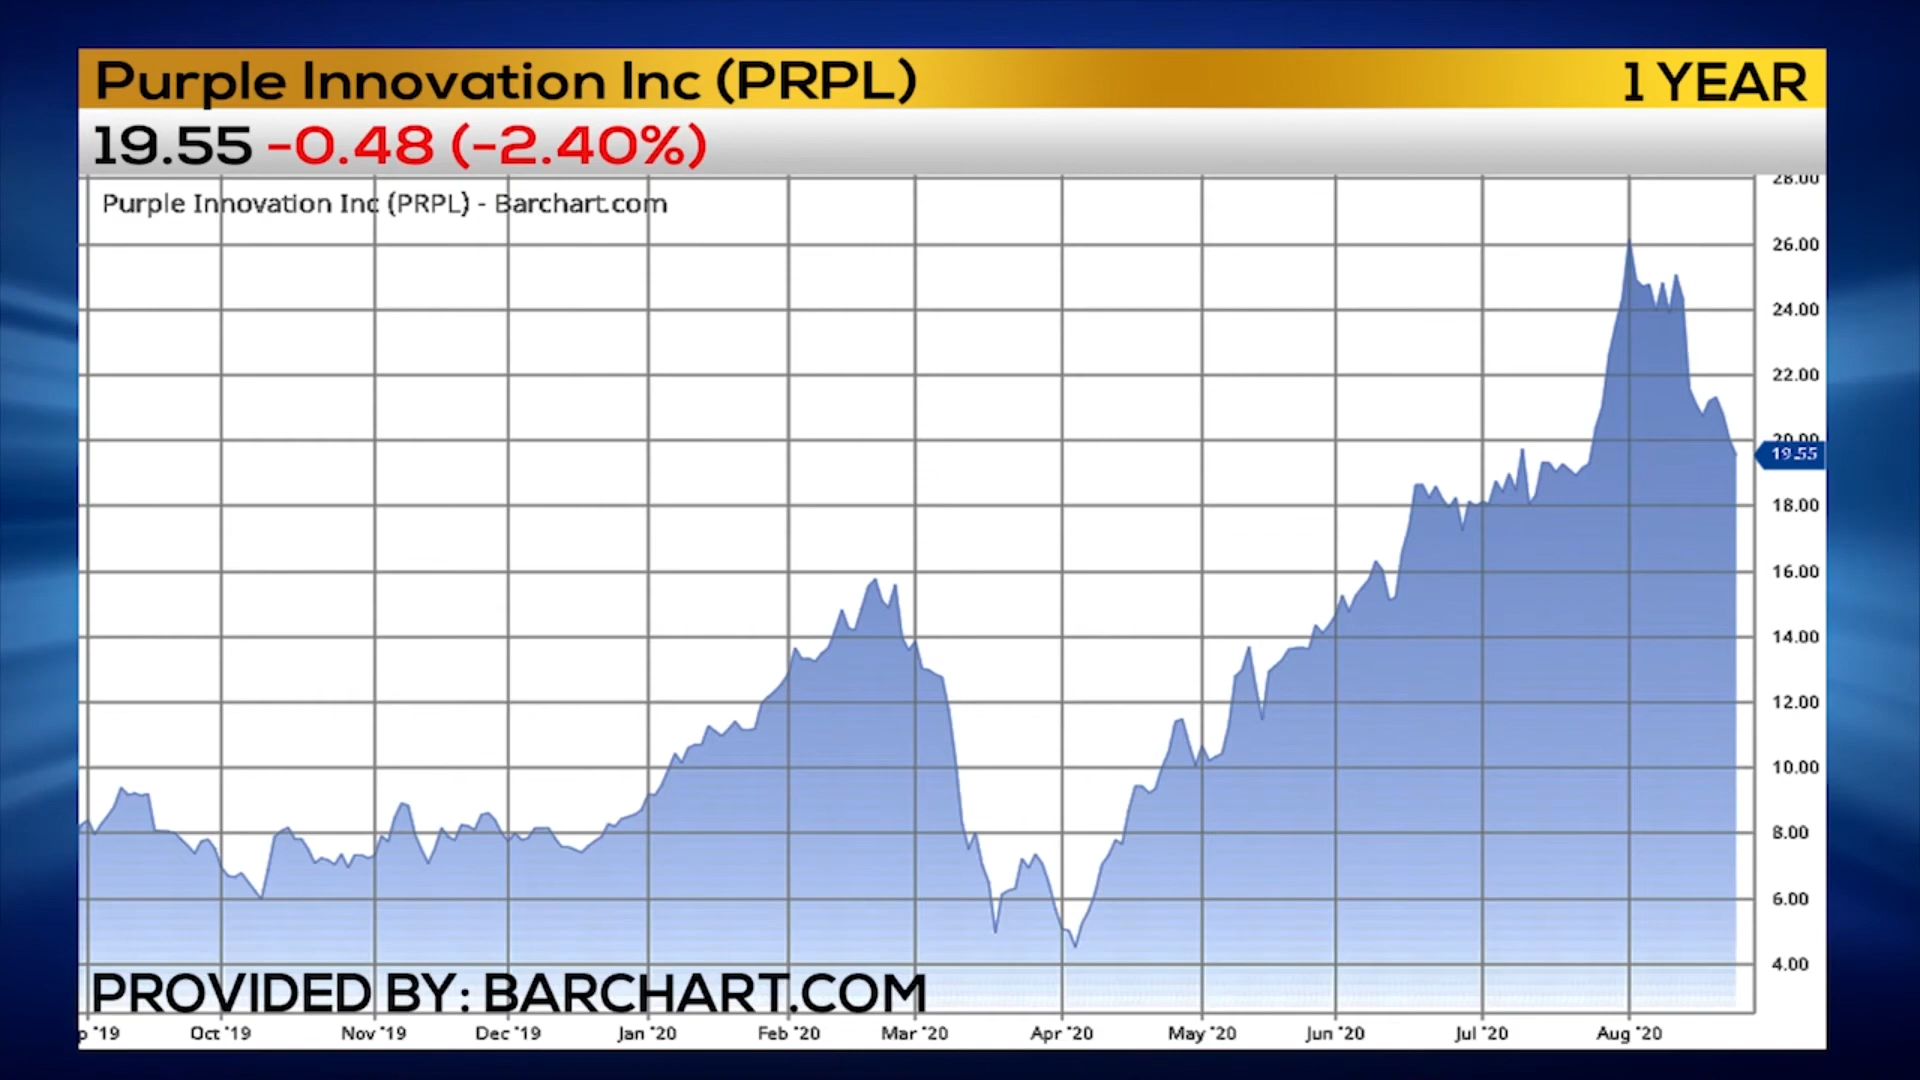 Purple Innovation Inc (PRPL) 1 YEAR
19.55 -0.48 (-2.40%)
Purple Innovation Inc (PRPL) - Barchart.com
28.00
26.00
24.00
22.00
20.00
19.55
18.00
16.00
14.00
12.00
10.00
8.00
6.00
4.00
PROVIDED BY: BARCHART.COM
p '19 Oct '19 Nov '19 Dec '19 Jan '20 Feb '20 Mar '20 Apr '20 May '20 Jun '20 Jul '20 Aug '20